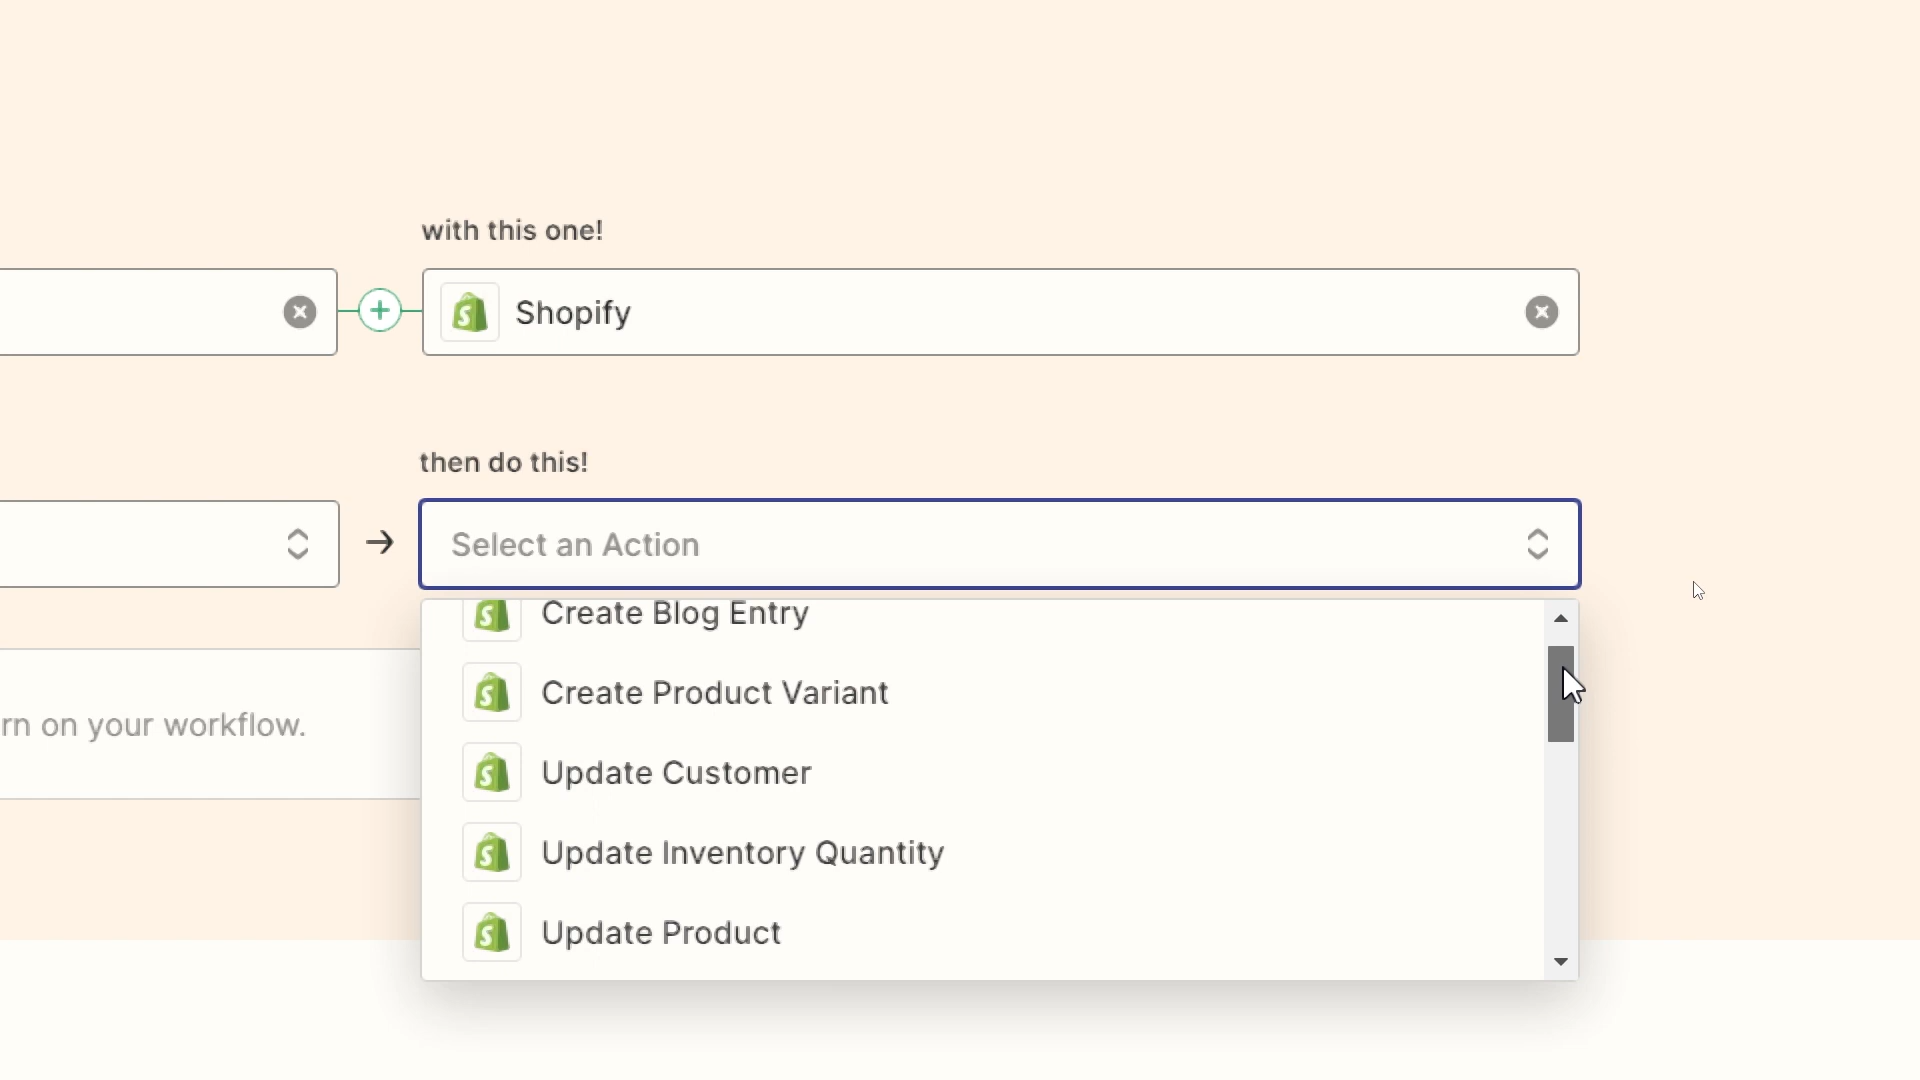 with this one!
Shopify
then do this!
Select an Action
Create Blog Entry
Create Product Variant
rn on your workflow.
Update Customer
Update Inventory Quantity
Update Product